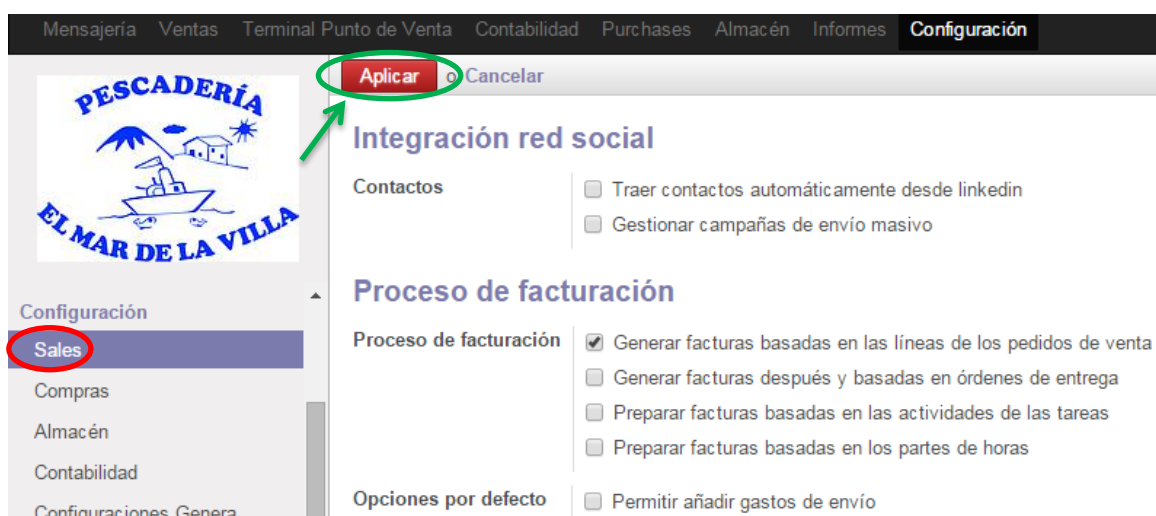 Mensajería Ventas Terminal Punto de Venta Contabilidad Purchases Almacén Informes Configuración
PESCADERÍA
EL MAR DE LA VILLA
Configuración
Sales
Compras
Almacén
Contabilidad
Configuraciones Genera
Aplicar o Cancelar
Integración red social
Contactos
Traer contactos automáticamente desde linkedin
Gestionar campañas de envío masivo
Proceso de facturación
Proceso de facturación
Generar facturas basadas en las líneas de los pedidos de venta
Generar facturas después y basadas en órdenes de entrega
Preparar facturas basadas en las actividades de las tareas
Preparar facturas basadas en los partes de horas
Opciones por defecto
Permitir añadir gastos de envío